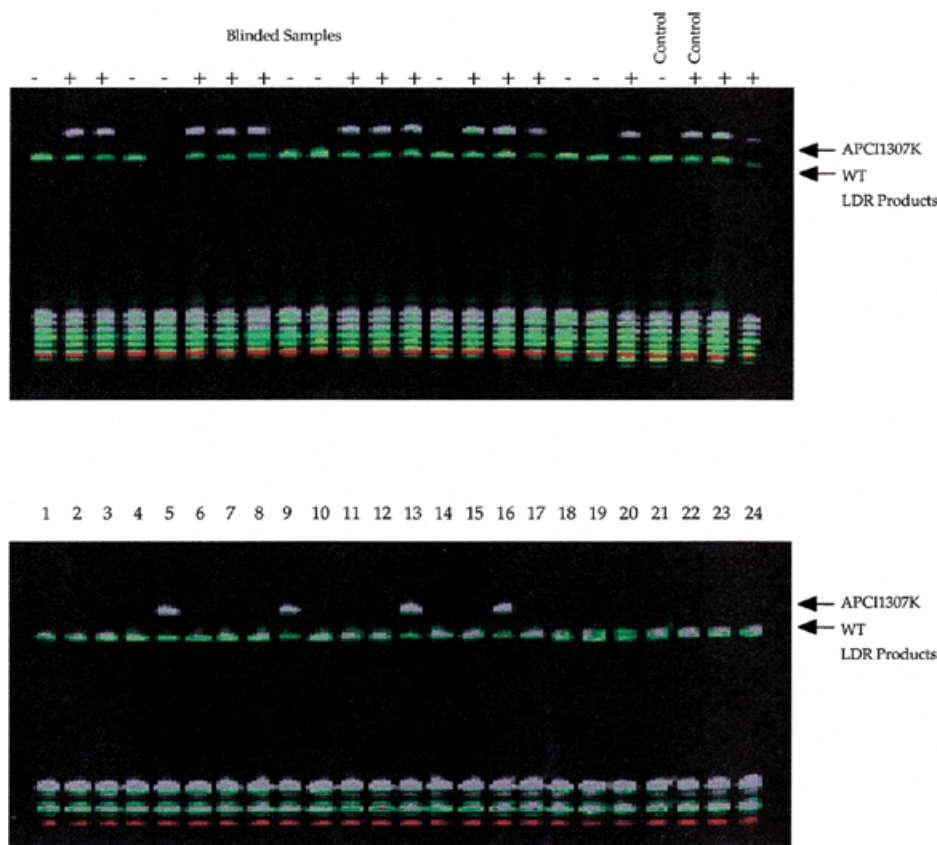 Blinded Samples
Control
Control
- + + - - + + + - - + + + - + + + - - + - + + +
APCI1307K
WT
LDR Products
1 2 3 4 5 6 7 8 9 10 11 12 13 14 15 16 17 18 19 20 21 22 23 24
APCI1307K
WT
LDR Products